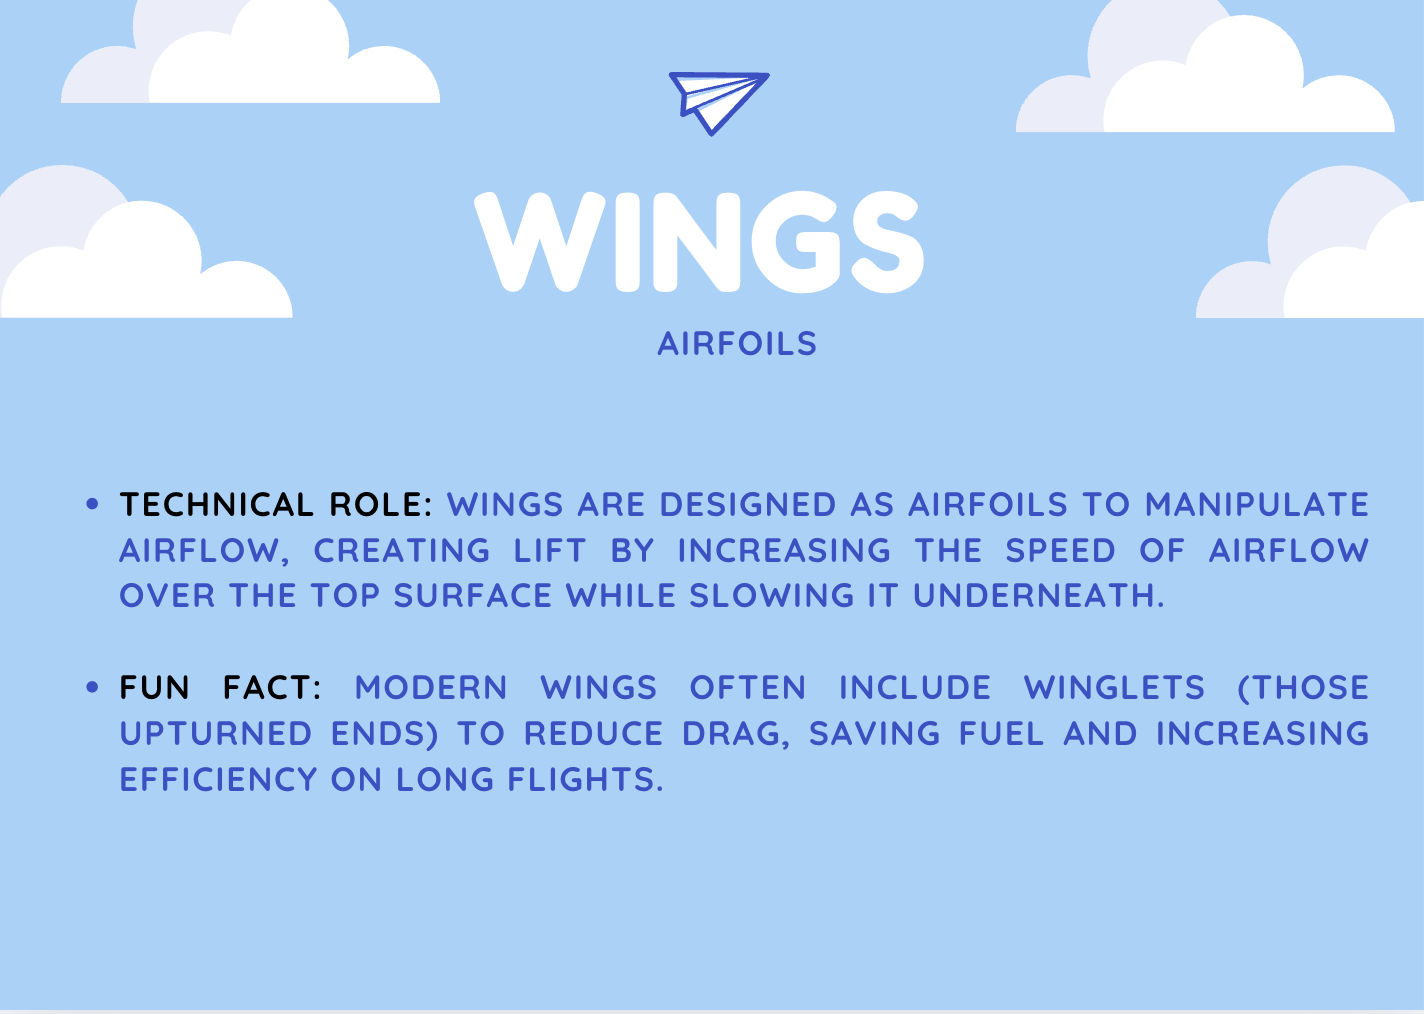 WINGS
AIRFOILS
• TECHNICAL ROLE: WINGS ARE DESIGNED AS AIRFOILS TO MANIPULATE
AIRFLOW, CREATING LIFT BY INCREASING THE SPEED OF AIRFLOW
OVER THE TOP SURFACE WHILE SLOWING IT UNDERNEATH.
• FUN FACT: MODERN WINGS OFTEN INCLUDE WINGLETS (THOSE
UPTURNED ENDS) TO REDUCE DRAG, SAVING FUEL AND INCREASING
EFFICIENCY ON LONG FLIGHTS.